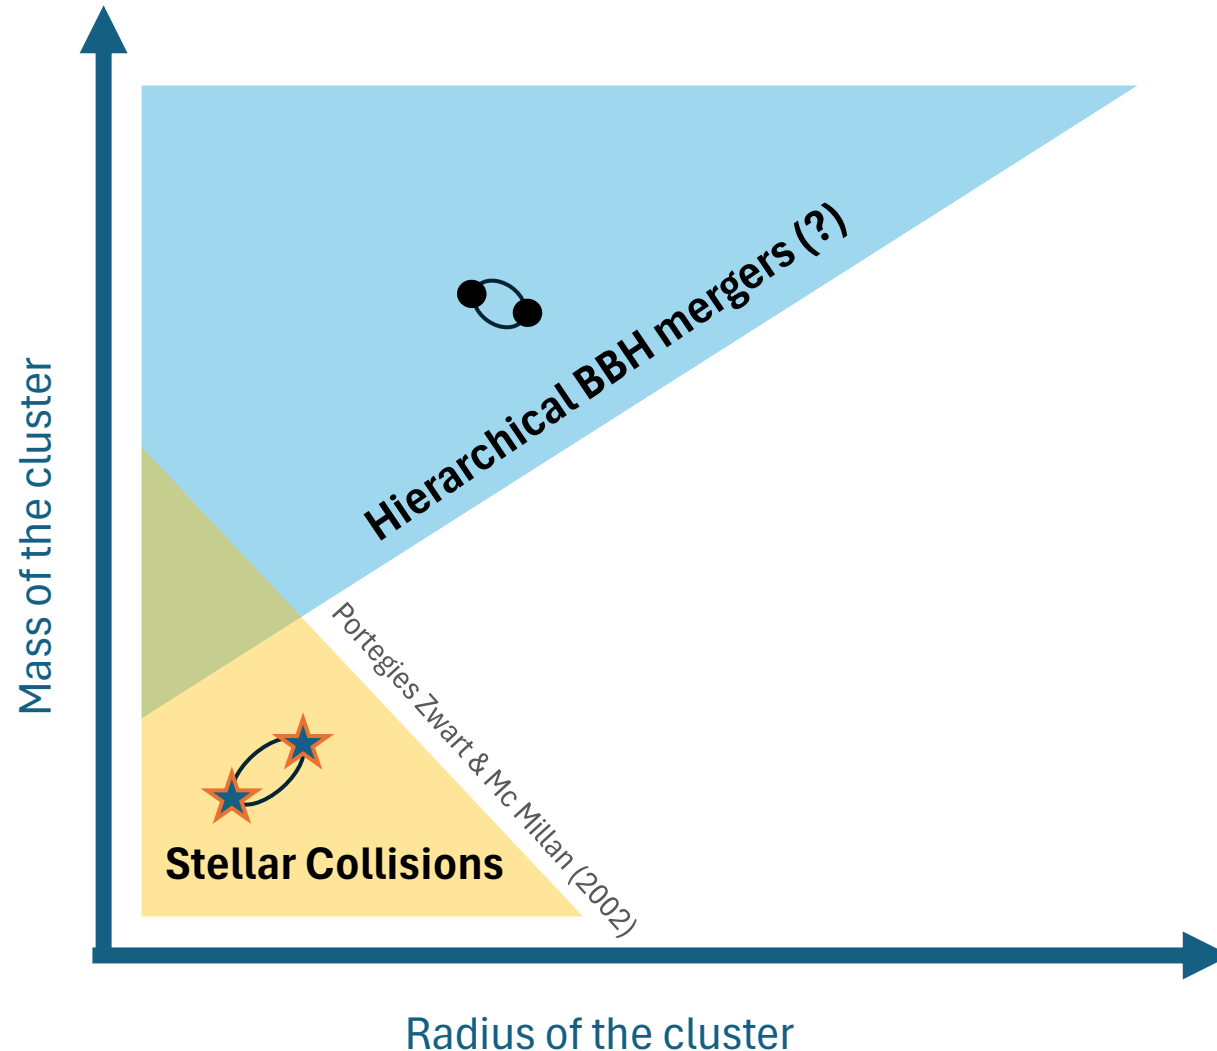 Mass of the cluster
Hierarchical BBH mergers (?)
Portegies Zwart & Mc Millan (2002)
Stellar Collisions
Radius of the cluster